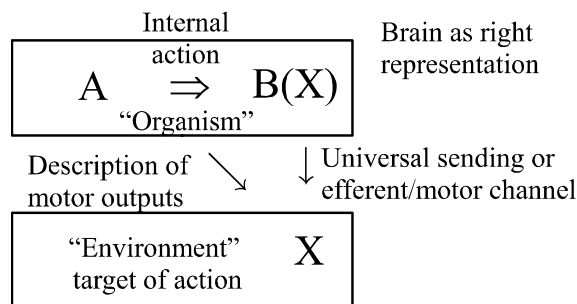 Internal
action
Brain as right
representation
A ⇒ B(X)
“Organism”
Description of
motor outputs
Universal sending or
efferent/motor channel
“Environment”
target of action
X